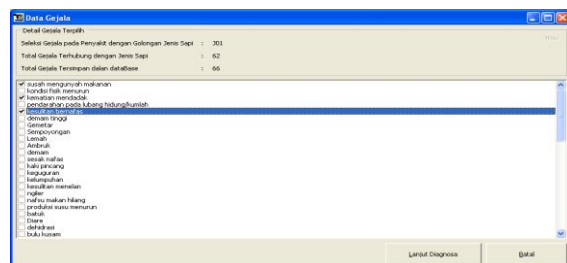 Data Gejala
Detail Gejala Terpilih
Seleksi Gejala pada Penyakit dengan Golongan Jenis Sapi : J01
Total Gejala Terhubung dengan Jenis Sapi : 62
Total Gejala Tersimpan dalan dataBase : 66
susah mengunyah makanan
kondisi fisik menurun
kematian mendadak
pendarahan pada lubang hidung/kumlah
kesulitan bernafas
demam tinggi
Gemetar
Sempoyongan
Lemah
Ambruk
demam
sesak nafas
kaki pincang
keguguran
kelumpuhan
kesulitan menelan
ngiler
nafsu makan hilang
produksi susu menurun
batuk
Diare
dehidrasi
bulu kusam
Lanjut Diagnosa
Batal